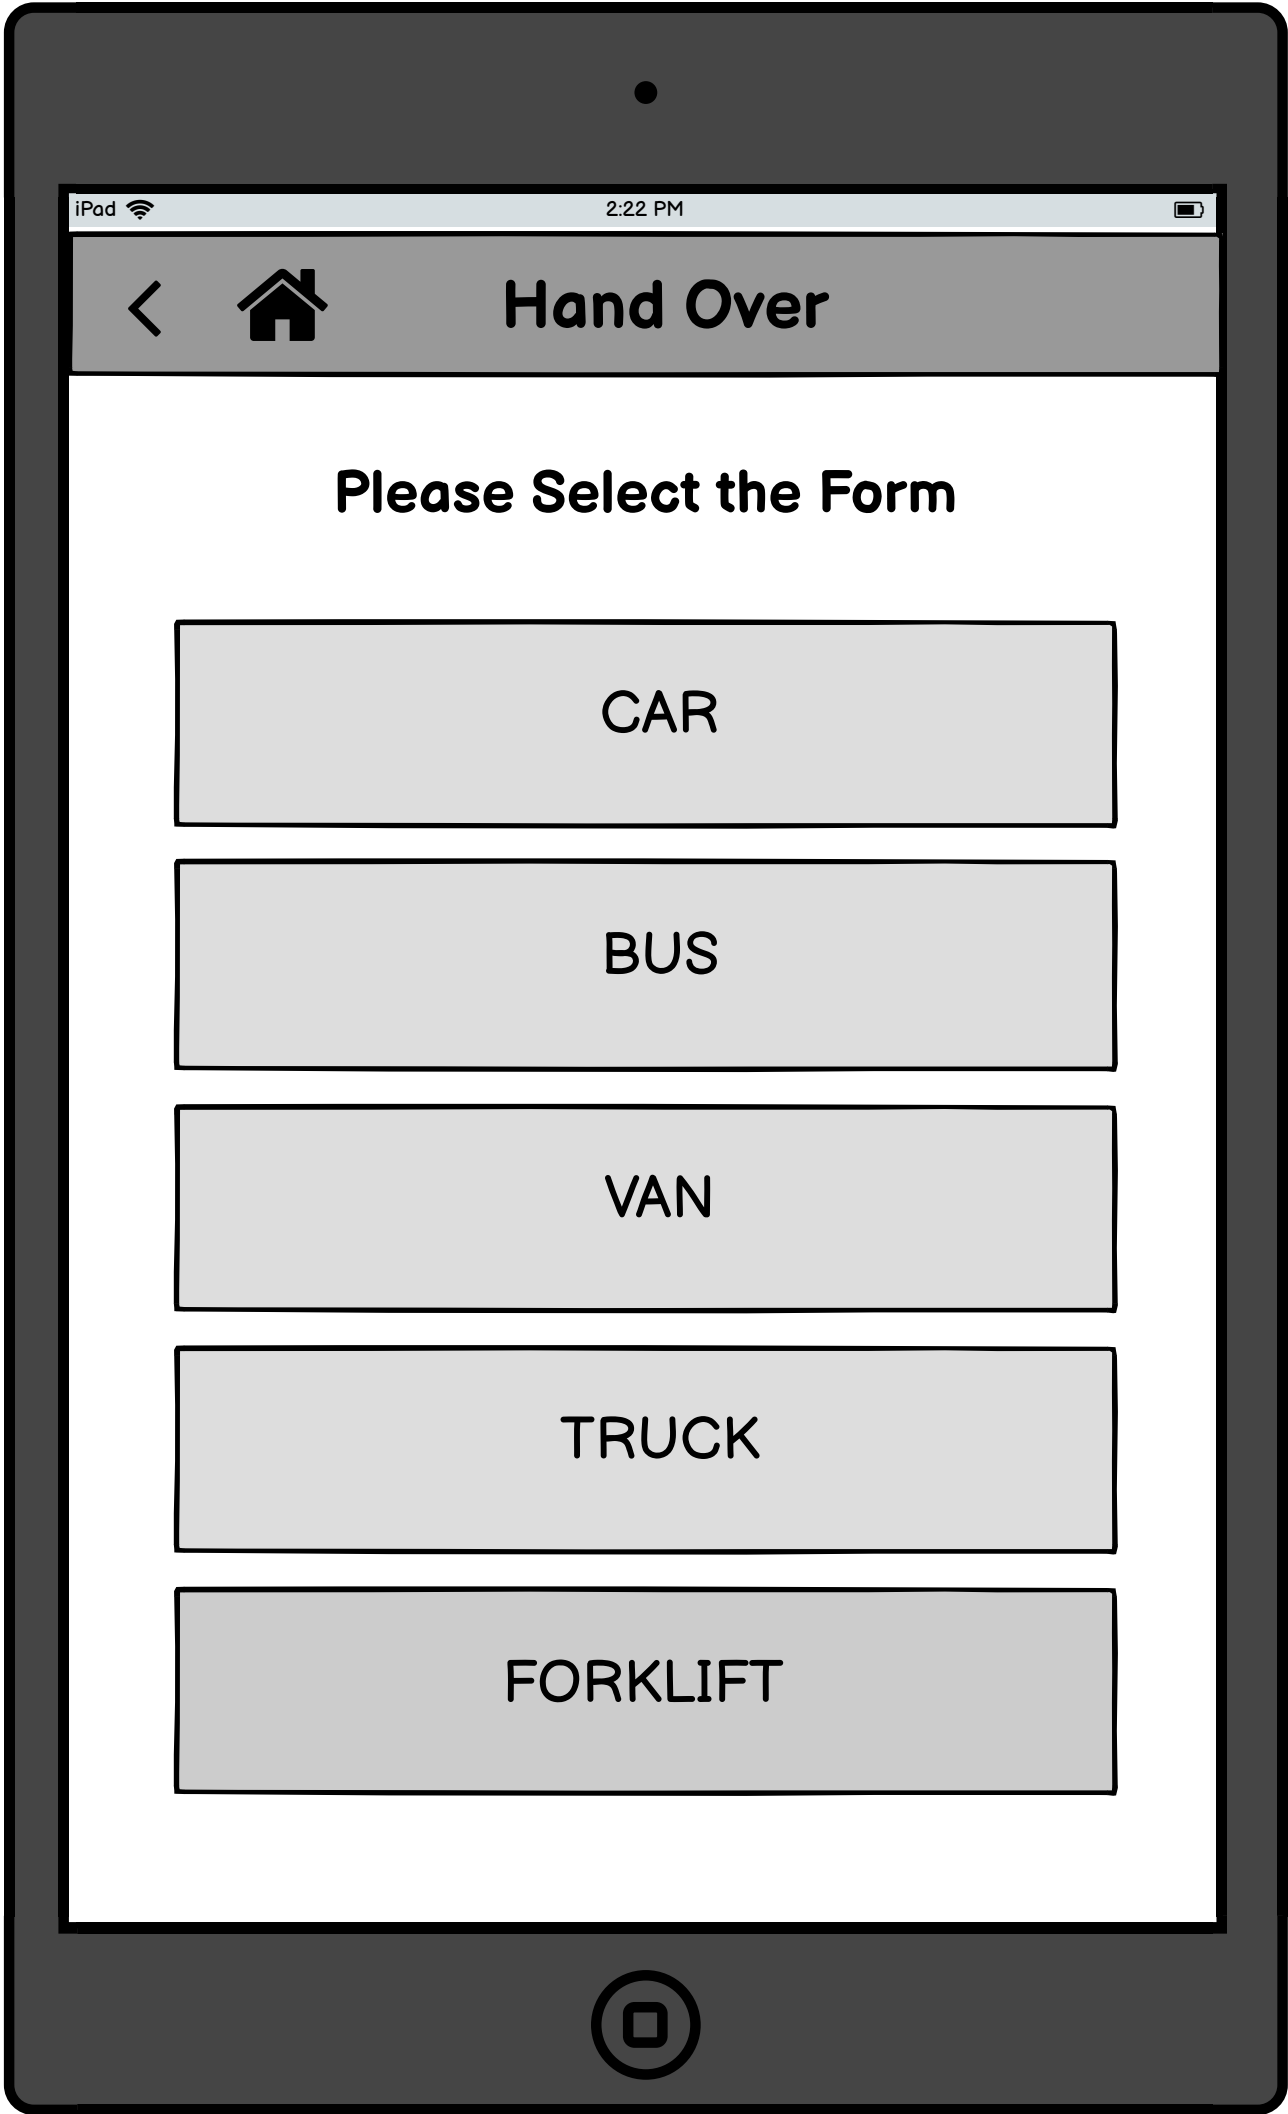 iPad
2:22 PM
Hand Over
Please Select the Form
CAR
BUS
VAN
TRUCK
FORKLIFT